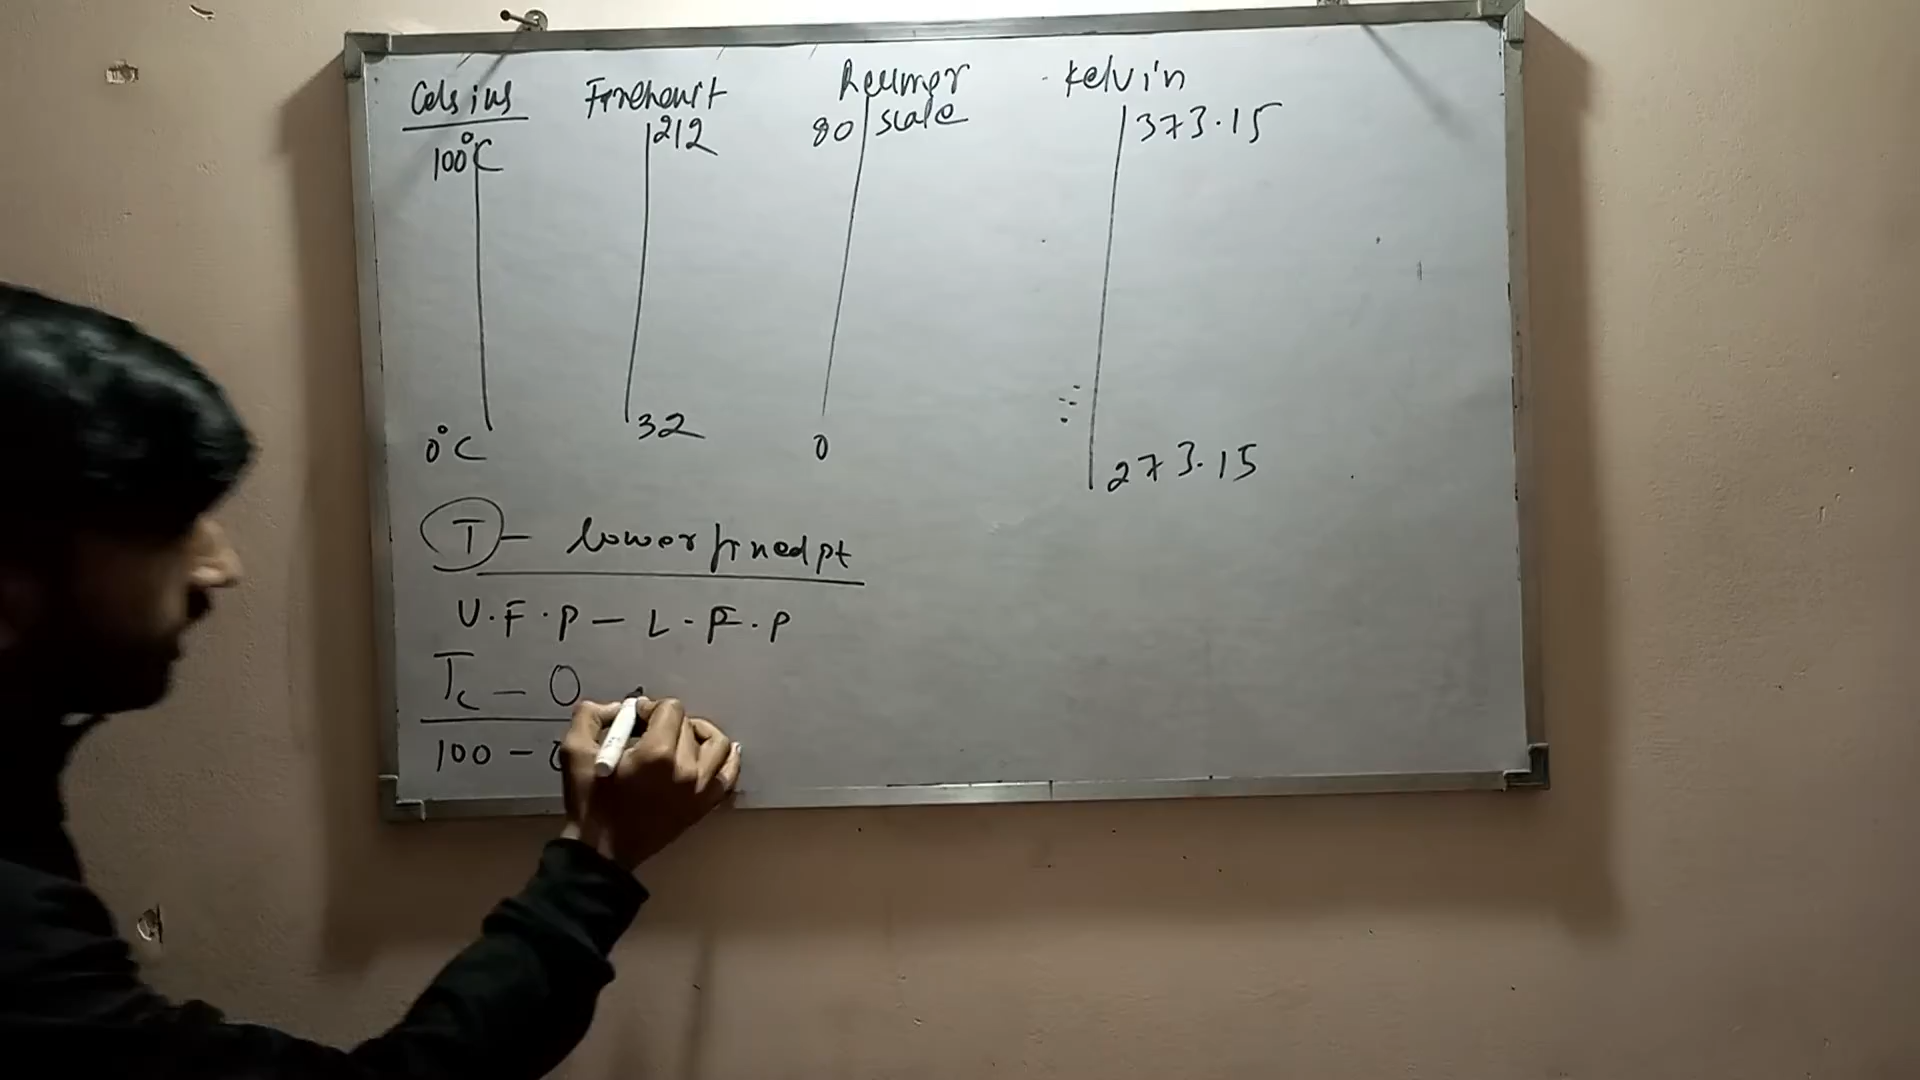 Celsius Frehourt Reumer Kelvin
100°C 212 80 scale 373.15
0°C 32 0 273.15
T - lower fixed pt
U.F.P - L.F.P
Tc - 0
100 - 0